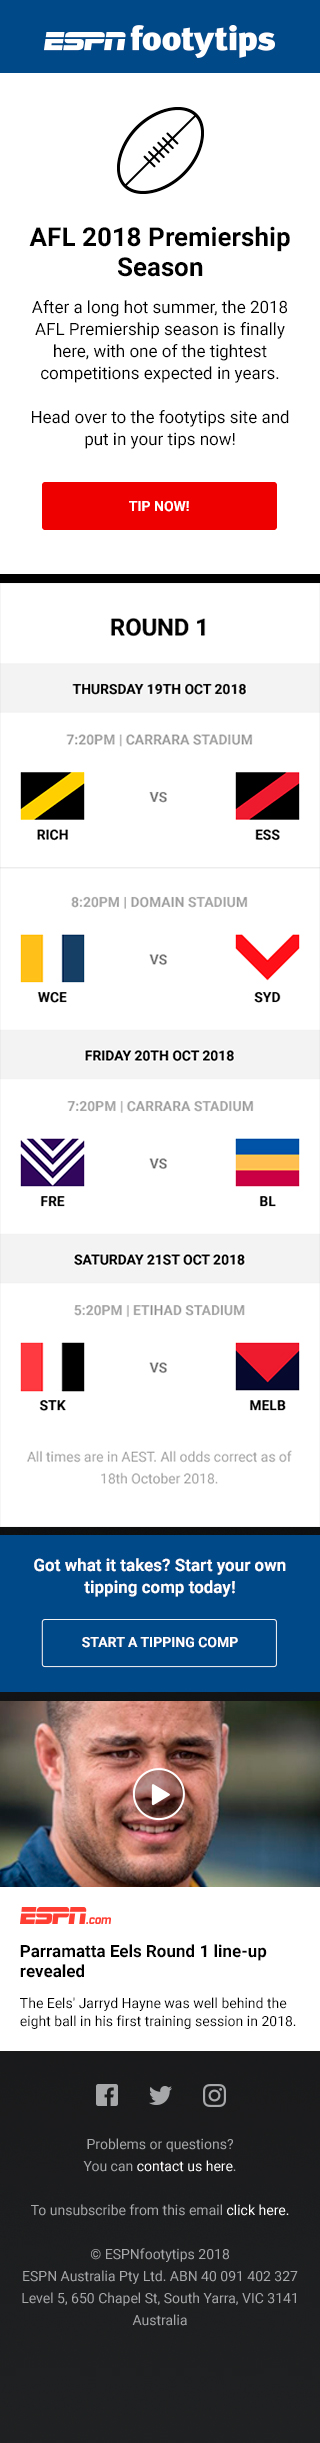 ESPN footytips
AFL 2018 Premiership
Season
After a long hot summer, the 2018
AFL Premiership season is finally
here, with one of the tightest
competitions expected in years.
Head over to the footytips site and
put in your tips now!
TIP NOW!
ROUND 1
THURSDAY 19TH OCT 2018
7:20PM | CARRARA STADIUM
VS
RICH ESS
8:20PM | DOMAIN STADIUM
VS
WCE SYD
FRIDAY 20TH OCT 2018
7:20PM | CARRARA STADIUM
VS
FRE BL
SATURDAY 21ST OCT 2018
5:20PM | ETIHAD STADIUM
VS
STK MELB
All times are in AEST. All odds correct as of
18th October 2018.
Got what it takes? Start your own
tipping comp today!
START A TIPPING COMP
ESPN.com
Parramatta Eels Round 1 line-up
revealed
The Eels' Jarryd Hayne was well behind the
eight ball in his first training session in 2018.
Problems or questions?
You can contact us here.
To unsubscribe from this email click here.
© ESPNfootytips 2018
ESPN Australia Pty Ltd. ABN 40 091 402 327
Level 5, 650 Chapel St, South Yarra, VIC 3141
Australia